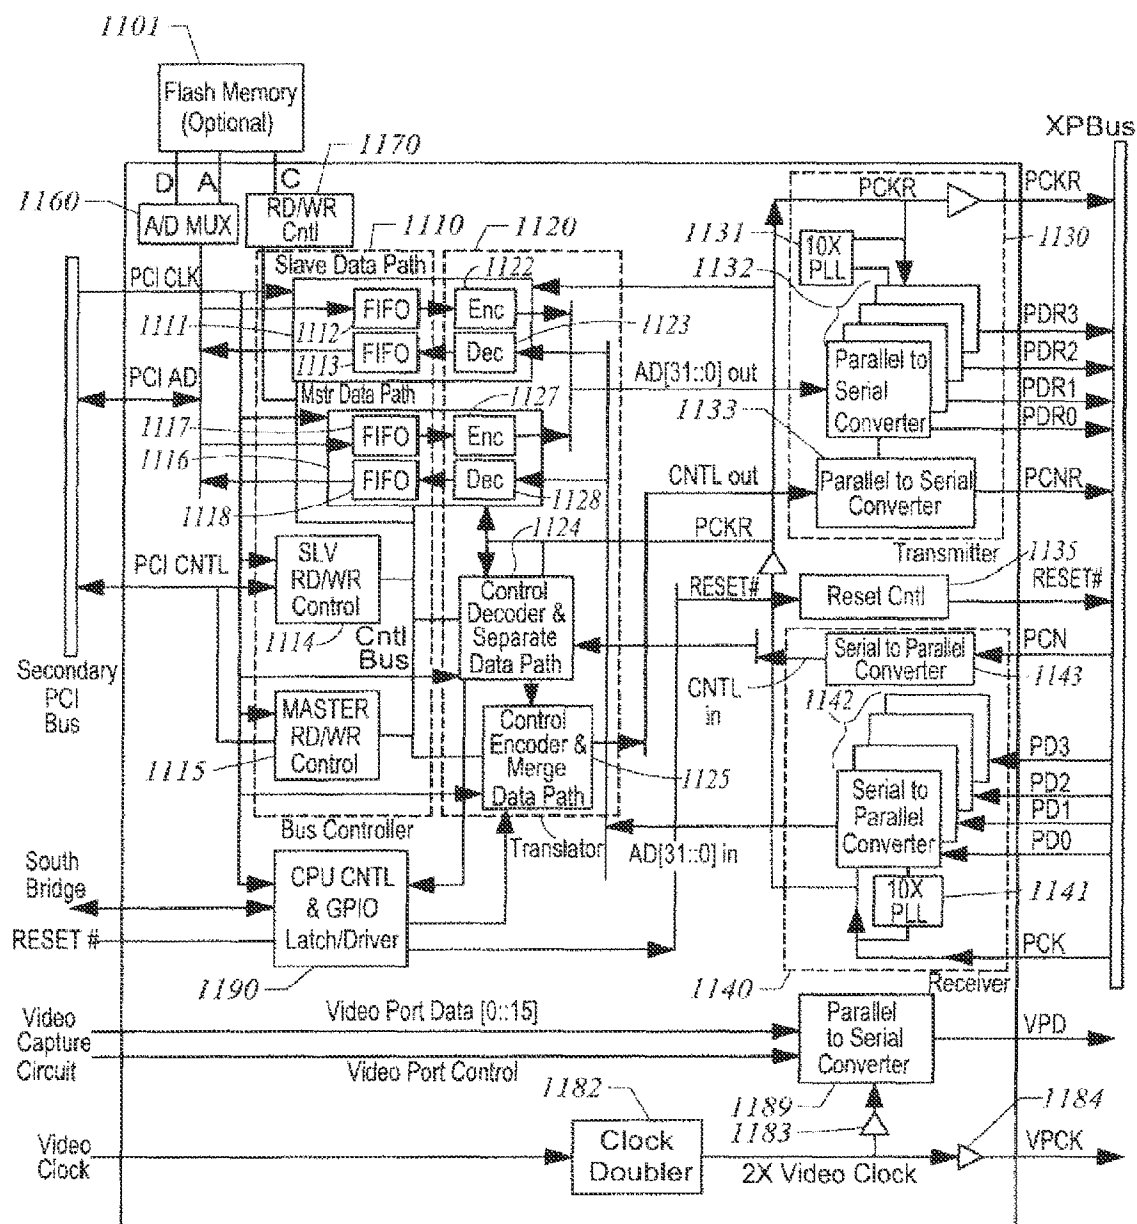 1101
Flash Memory
(Optional)
XPBus
D
A
C
1170
1160
A/D MUX
RD/WR
Cntl
1110
1120
PCKR
PCKR
1131
10X
PLL
1130
1132
PCI CLK
Slave Data Path
1122
1111
1112
FIFO
Enc
1123
1113
FIFO
Dec
PDR3
PDR2
PDR1
PDR0
Parallel to
Serial
Converter
AD[31::0] out
PCI AD
Mstr Data Path
1127
1133
1117
FIFO
Enc
1116
FIFO
Dec
1118
1128
CNTL out
Parallel to Serial
Converter
PCNR
1124
PCKR
Transmitter
1135
PCI CNTL
SLV
RD/WR
Control
1114
Control
Decoder &
Separate
Data Path
RESET#
Reset Cntl
RESET#
Cntl
Bus
Secondary
PCI
Bus
Serial to Parallel
Converter
PCN
1143
CNTL
in
1142
MASTER
RD/WR
Control
1115
Control
Encoder &
Merge
Data Path
1125
PD3
PD2
PD1
PD0
Serial to
Parallel
Converter
Bus Controller
Translator
AD[31::0] in
South
Bridge
CPU CNTL
& GPIO
Latch/Driver
10X
PLL
1141
RESET #
PCK
1190
1140
Receiver
Video
Capture
Circuit
Video Port Data [0::15]
Parallel
to Serial
Converter
VPD
Video Port Control
1182
1189
1183
1184
Video
Clock
Clock
Doubler
2X Video Clock
VPCK